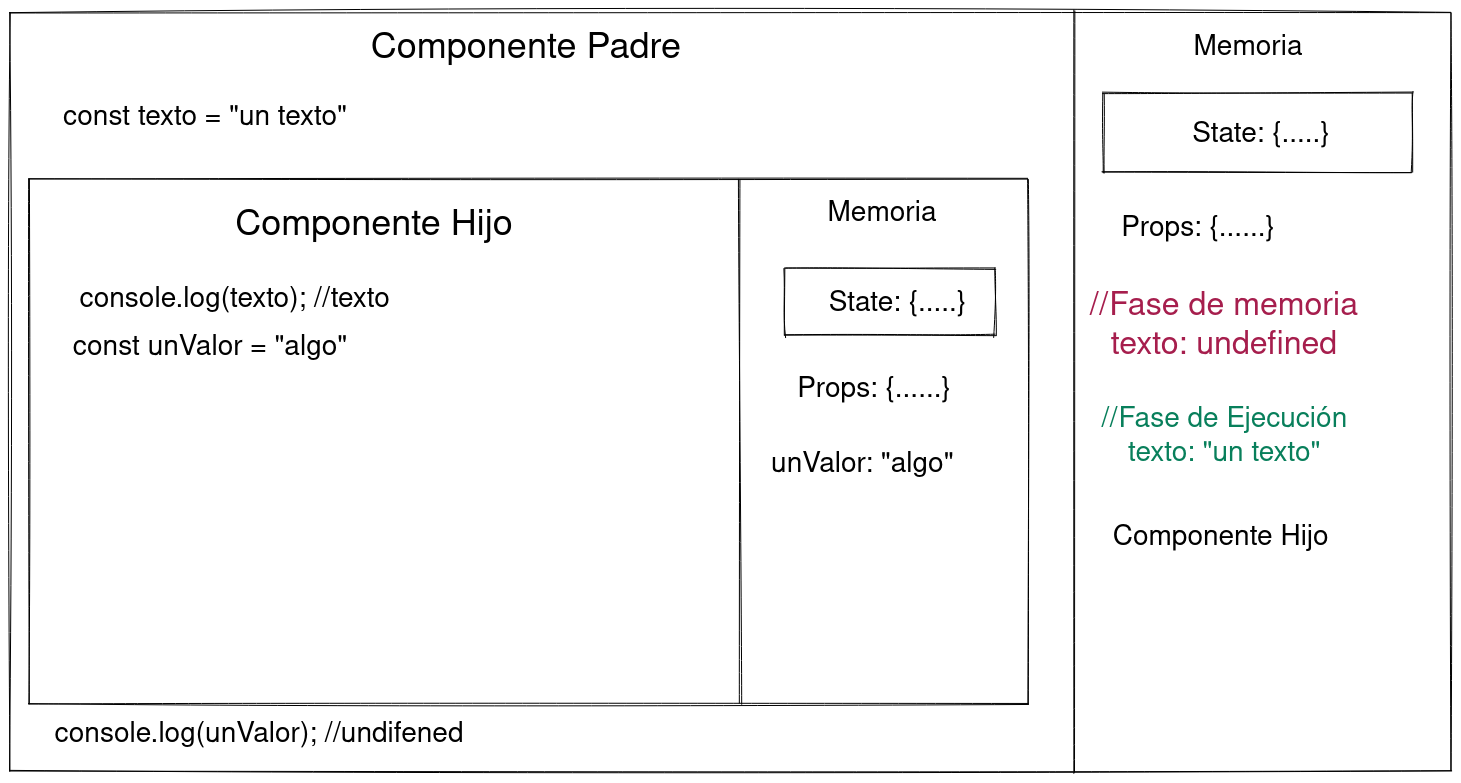 Componente Padre
const texto = "un texto"
Componente Hijo
console.log(texto); //texto
const unValor = "algo"
Memoria
State: {.....}
Props: {......}
unValor: "algo"
console.log(unValor); //undifened
Memoria
State: {.....}
Props: {......}
//Fase de memoria
texto: undefined
//Fase de Ejecución
texto: "un texto"
Componente Hijo